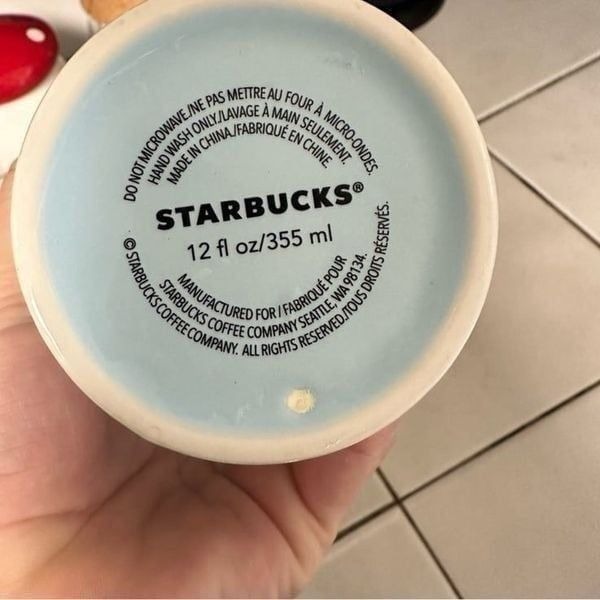 DO NOT MICROWAVE./NE PAS METTRE AU FOUR À MICRO-ONDES.
HAND WASH ONLY./LAVAGE À MAIN SEULEMENT.
MADE IN CHINA./FABRIQUÉ EN CHINE.
STARBUCKS®
12 fl oz/355 ml
MANUFACTURED FOR / FABRIQUÉ POUR
STARBUCKS COFFEE COMPANY SEATTLE, WA 98134.
© STARBUCKS COFFEE COMPANY. ALL RIGHTS RESERVED./TOUS DROITS RÉSERVÉS.